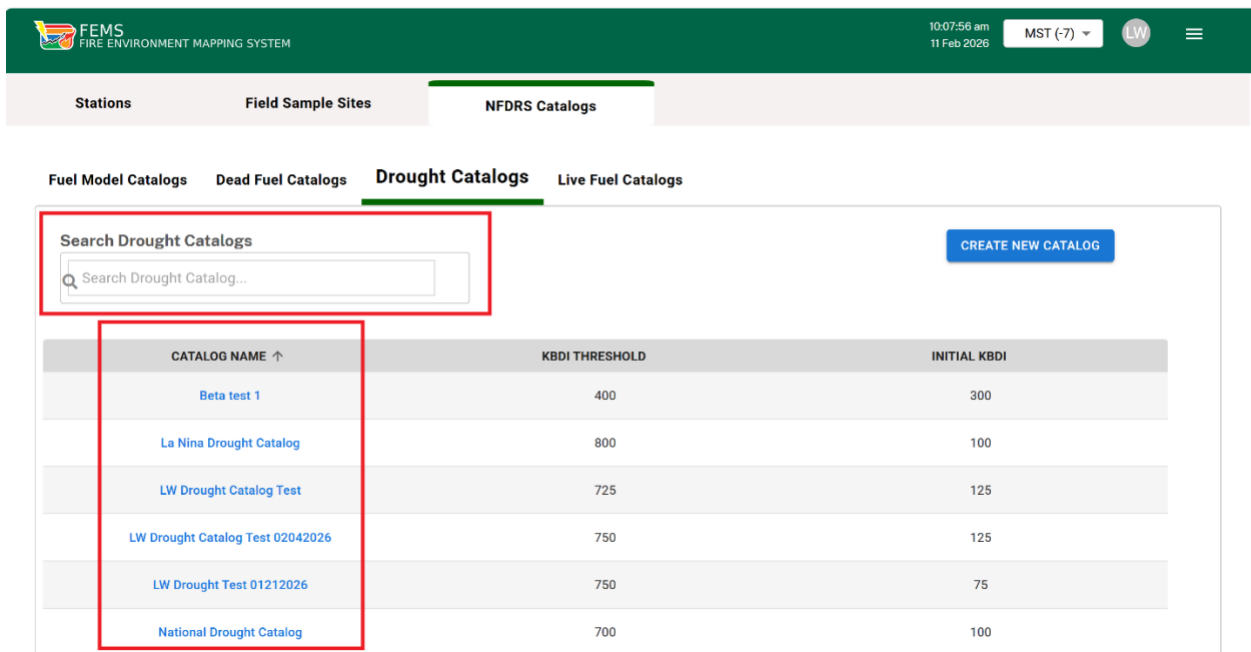 FEMS
FIRE ENVIRONMENT MAPPING SYSTEM
10:07:56 am
11 Feb 2026
MST (-7)
LW
Stations Field Sample Sites NFDRS Catalogs
Fuel Model Catalogs Dead Fuel Catalogs Drought Catalogs Live Fuel Catalogs
Search Drought Catalogs
CREATE NEW CATALOG
Search Drought Catalog...
CATALOG NAME ↑ KBDI THRESHOLD INITIAL KBDI
Beta test 1 400 300
La Nina Drought Catalog 800 100
LW Drought Catalog Test 725 125
LW Drought Catalog Test 02042026 750 125
LW Drought Test 01212026 750 75
National Drought Catalog 700 100